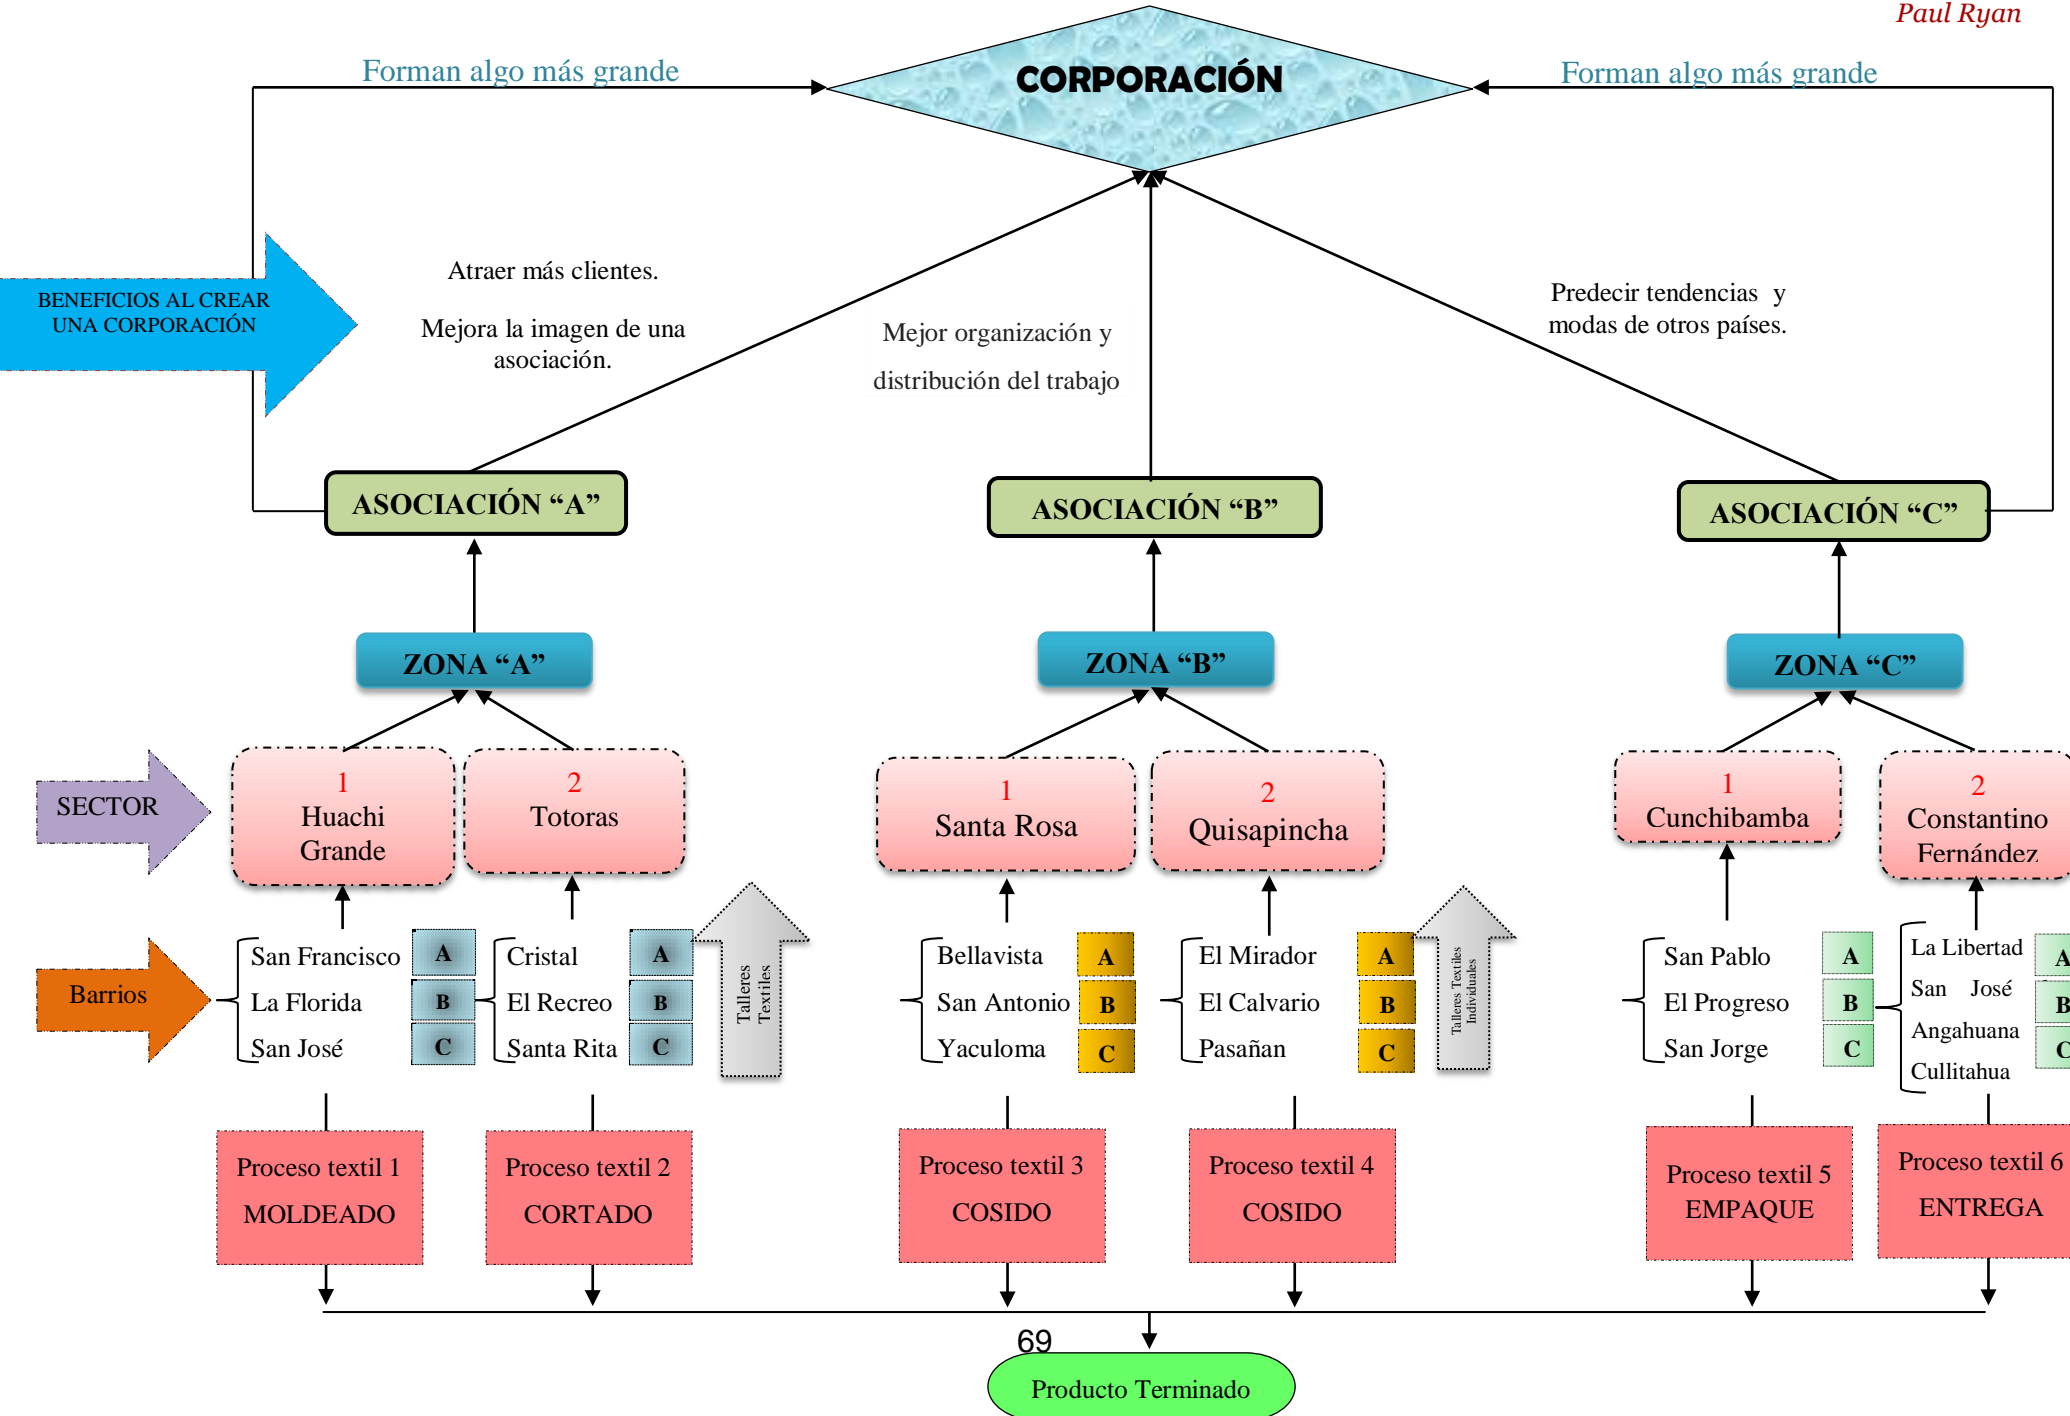 Paul Ryan
Forman algo más grande
CORPORACIÓN
Forman algo más grande
BENEFICIOS AL CREAR
UNA CORPORACIÓN
Atraer más clientes.
Mejora la imagen de una
asociación.
Mejor organización y
distribución del trabajo
Predecir tendencias y
modas de otros países.
ASOCIACIÓN “A”
ASOCIACIÓN “B”
ASOCIACIÓN “C”
ZONA “A”
ZONA “B”
ZONA “C”
SECTOR
1
Huachi
Grande
2
Totoras
1
Santa Rosa
2
Quisapincha
1
Cunchibamba
2
Constantino
Fernández
Barrios
San Francisco
La Florida
San José
A
B
C
Cristal
El Recreo
Santa Rita
A
B
C
Talleres
Textiles
Bellavista
San Antonio
Yaculoma
A
B
C
El Mirador
El Calvario
Pasañan
A
B
C
Talleres Textiles
Individuales
San Pablo
El Progreso
San Jorge
A
B
C
La Libertad
San José
Angahuana
Cullitahua
A
B
C
Proceso textil 1
MOLDEADO
Proceso textil 2
CORTADO
Proceso textil 3
COSIDO
Proceso textil 4
COSIDO
Proceso textil 5
EMPAQUE
Proceso textil 6
ENTREGA
69
Producto Terminado